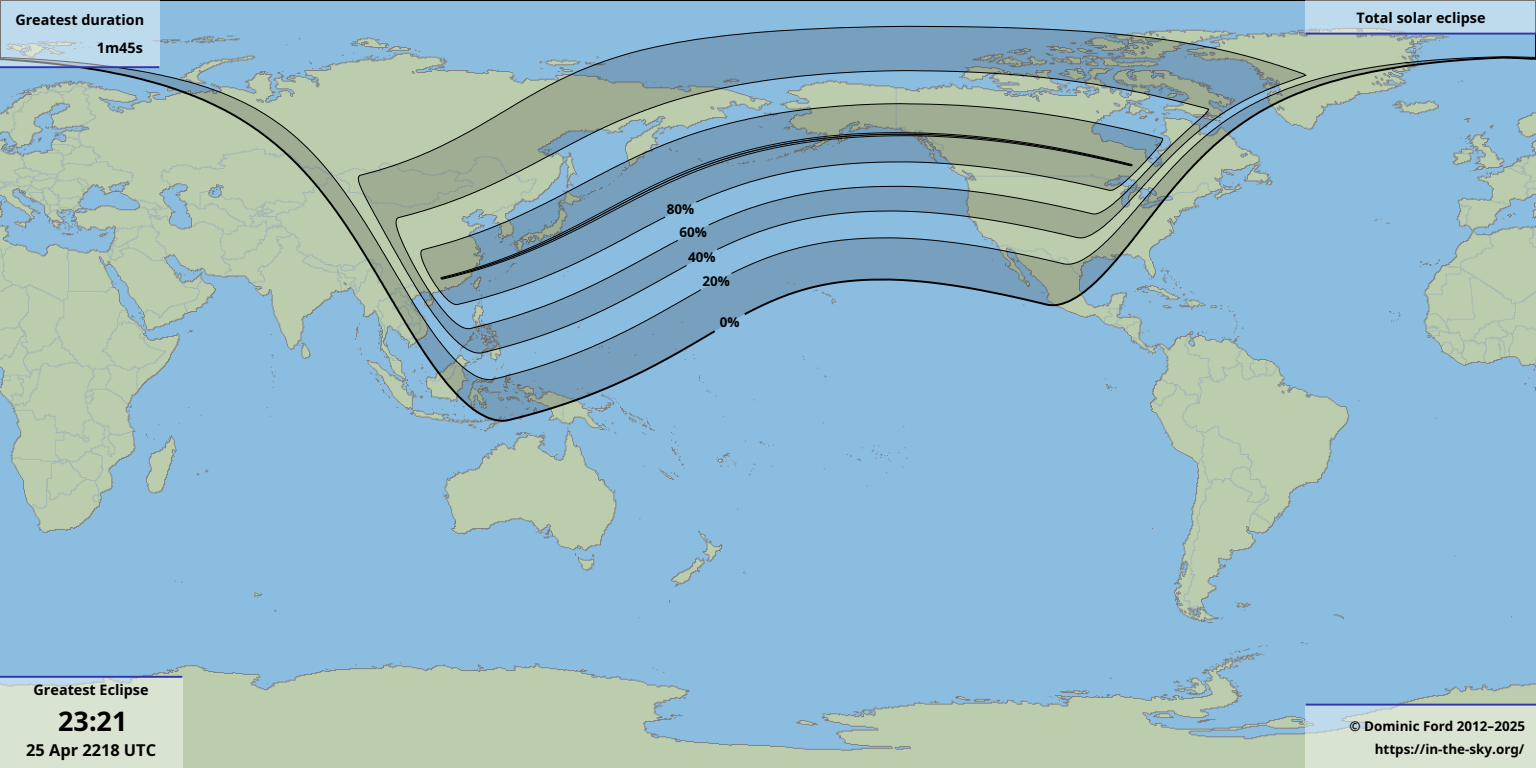 Greatest duration
1m45s
Total solar eclipse
80%
60%
40%
20%
0%
Greatest Eclipse
23:21
25 Apr 2218 UTC
© Dominic Ford 2012–2025
https://in-the-sky.org/